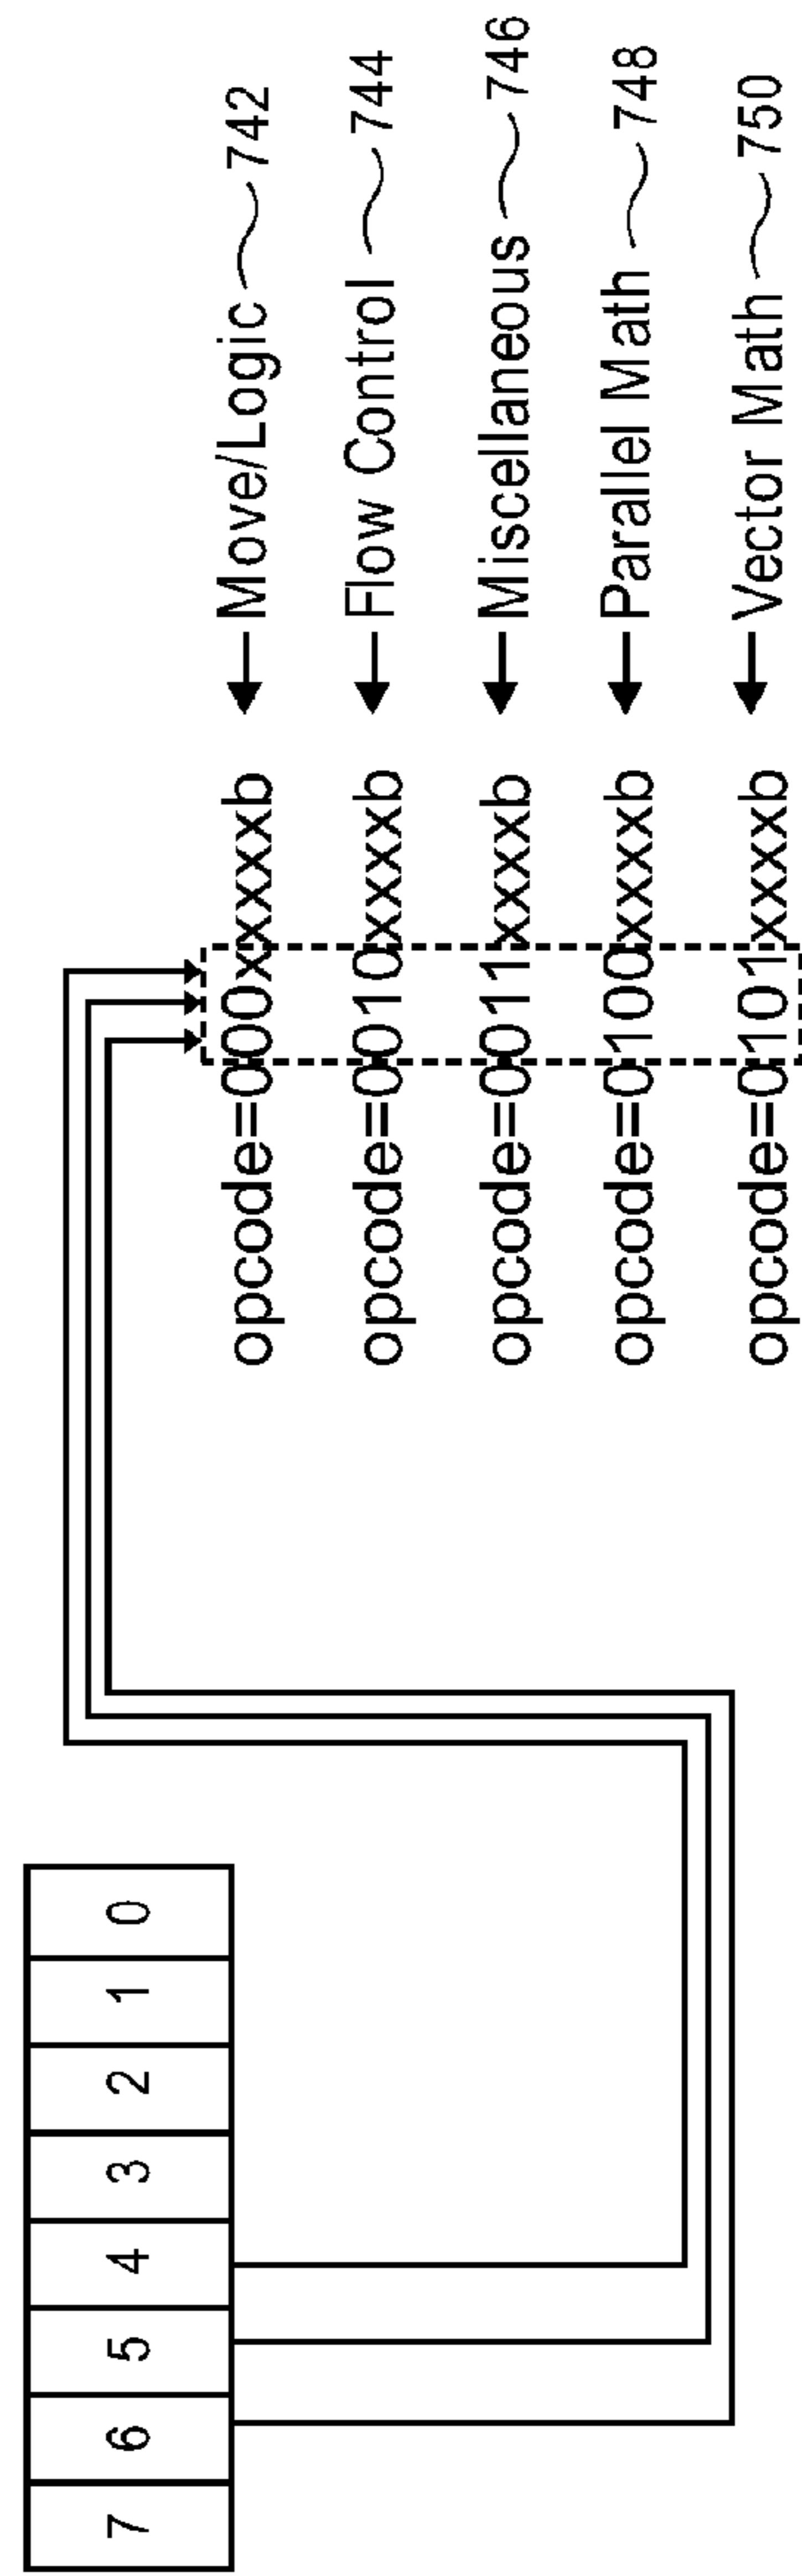 7 6 5 4 3 2 1 0
opcode=000xxxxxb ← Move/Logic 742
opcode=0010xxxxb ← Flow Control 744
opcode=0011xxxxb ← Miscellaneous 746
opcode=0100xxxxb ← Parallel Math 748
opcode=0101xxxxb ← Vector Math 750